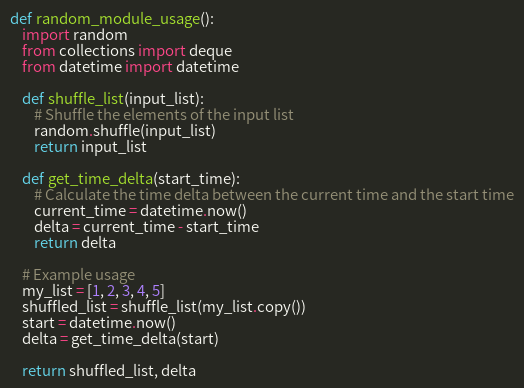 def random_module_usage():
    import random
    from collections import deque
    from datetime import datetime

    def shuffle_list(input_list):
        # Shuffle the elements of the input list
        random.shuffle(input_list)
        return input_list

    def get_time_delta(start_time):
        # Calculate the time delta between the current time and the start time
        current_time = datetime.now()
        delta = current_time - start_time
        return delta

    # Example usage
    my_list = [1, 2, 3, 4, 5]
    shuffled_list = shuffle_list(my_list.copy())
    start = datetime.now()
    delta = get_time_delta(start)

    return shuffled_list, delta